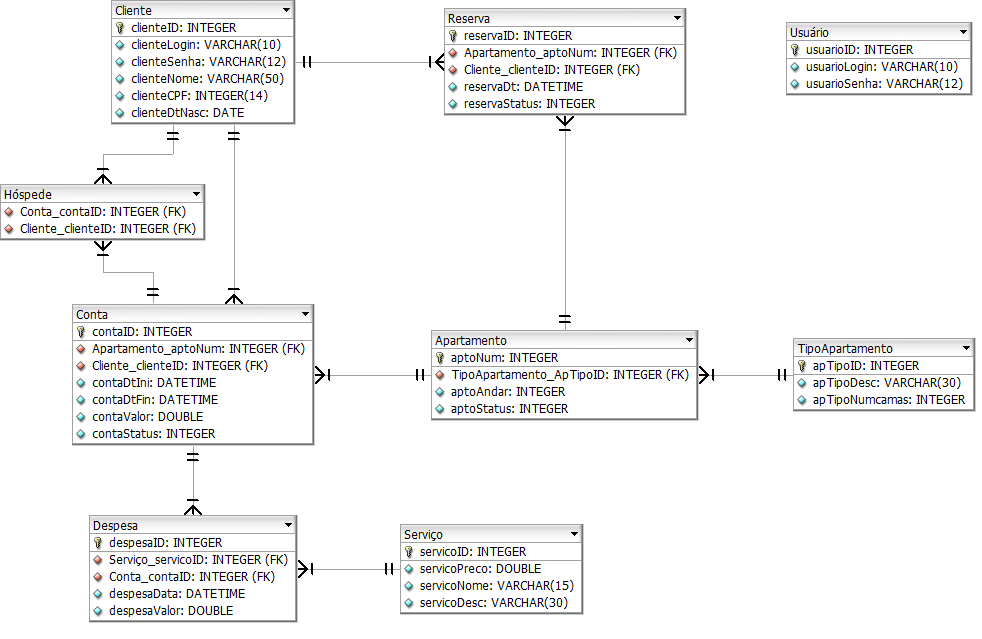 Cliente
clienteID: INTEGER
clienteLogin: VARCHAR(10)
clienteSenha: VARCHAR(12)
clienteNome: VARCHAR(50)
clienteCPF: INTEGER(14)
clienteDtNasc: DATE
Reserva
reservaID: INTEGER
Apartamento_aptoNum: INTEGER (FK)
Cliente_clienteID: INTEGER (FK)
reservaDt: DATETIME
reservaStatus: INTEGER
Usuário
usuarioID: INTEGER
usuarioLogin: VARCHAR(10)
usuarioSenha: VARCHAR(12)
Hóspede
Conta_contaID: INTEGER (FK)
Cliente_clienteID: INTEGER (FK)
Conta
contaID: INTEGER
Apartamento_aptoNum: INTEGER (FK)
Cliente_clienteID: INTEGER (FK)
contaDtIni: DATETIME
contaDtFin: DATETIME
contaValor: DOUBLE
contaStatus: INTEGER
Apartamento
aptoNum: INTEGER
TipoApartamento_ApTipoID: INTEGER (FK)
aptoAndar: INTEGER
aptoStatus: INTEGER
TipoApartamento
apTipoID: INTEGER
apTipoDesc: VARCHAR(30)
apTipoNumcamas: INTEGER
Despesa
despesaID: INTEGER
Serviço_servicoID: INTEGER (FK)
Conta_contaID: INTEGER (FK)
despesaData: DATETIME
despesaValor: DOUBLE
Serviço
servicoID: INTEGER
servicoPreco: DOUBLE
servicoNome: VARCHAR(15)
servicoDesc: VARCHAR(30)